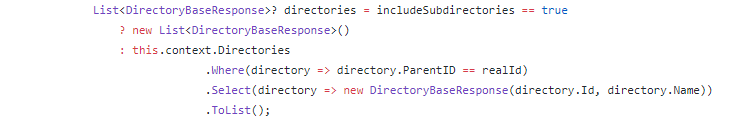 List<DirectoryBaseResponse>? directories = includeSubdirectories == true
? new List<DirectoryBaseResponse>()
: this.context.Directories
.Where(directory => directory.ParentID == realId)
.Select(directory => new DirectoryBaseResponse(directory.Id, directory.Name))
.ToList();